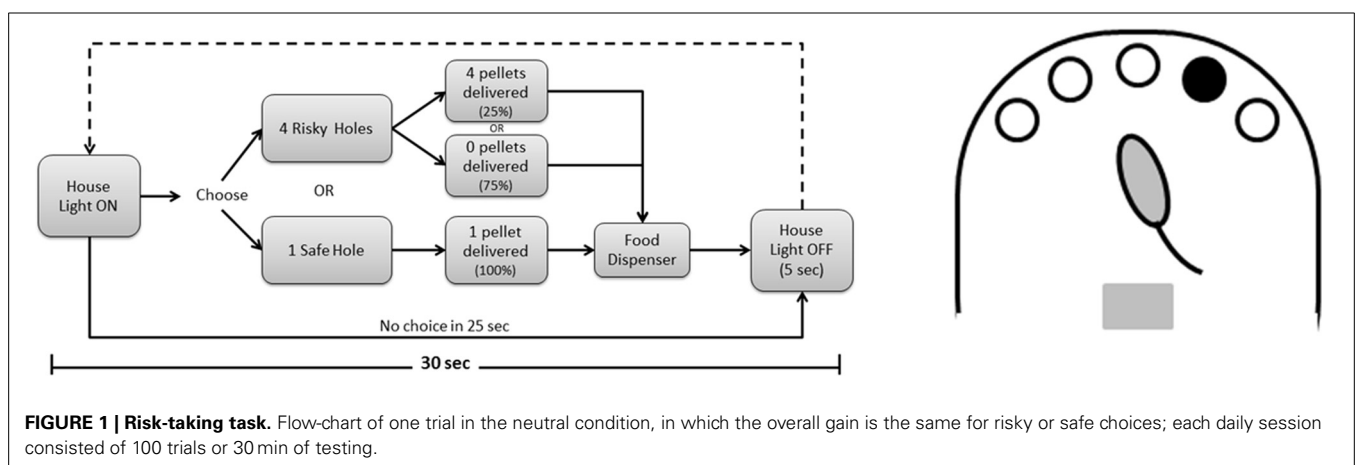 House
Light ON
Choose
4 Risky Holes
OR
1 Safe Hole
4 pellets
delivered
(25%)
OR
0 pellets
delivered
(75%)
1 pellet
delivered
(100%)
Food
Dispenser
House
Light OFF
(5 sec)
No choice in 25 sec
30 sec
FIGURE 1 | Risk-taking task. Flow-chart of one trial in the neutral condition, in which the overall gain is the same for risky or safe choices; each daily session
consisted of 100 trials or 30 min of testing.